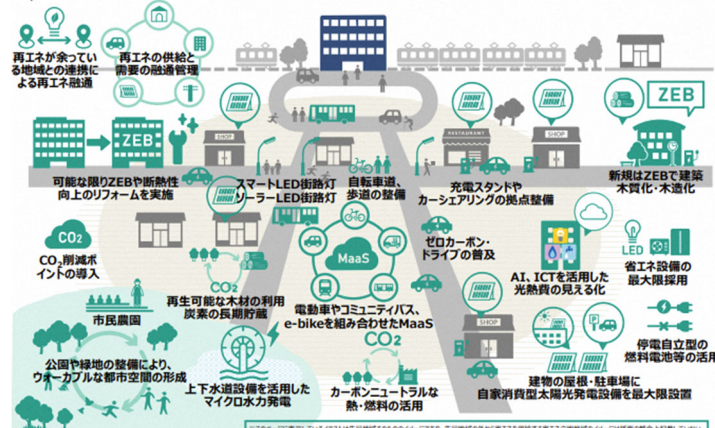 再エネが余ってい
る地域との連携に
よる再エネ融通
再エネの供給と
需要の融通管理
ZEB
ZEB
SHOP
RESTAURANT
SHOP
可能な限りZEBや断熱性
向上のリフォームを実施
スマートLED街路灯
ソーラーLED街路灯
自転車道、
歩道の整備
充電スタンドや
カーシェアリングの拠点整備
新規はZEBで建築
木質化・木造化
CO₂
CO₂削減ポ
イントの導入
CO₂
再生可能な木材の利用
炭素の長期貯蔵
MaaS
電動車やコミュニティバス、
e-bikeを組み合わせたMaaS
ゼロカーボン・
ドライブの普及
AI、ICTを活用した
光熱費の見える化
LED
省エネ設備の
最大限採用
市民農園
公園や緑地の整備により、
ウォーカブルな都市空間の形成
上下水道設備を活用した
マイクロ水力発電
CO₂
カーボンニュートラルな
熱・燃料の活用
SHOP
P
建物の屋根・駐車場に
自家消費型太陽光発電設備を最大限設置
停電自立型の
燃料電池等の活用